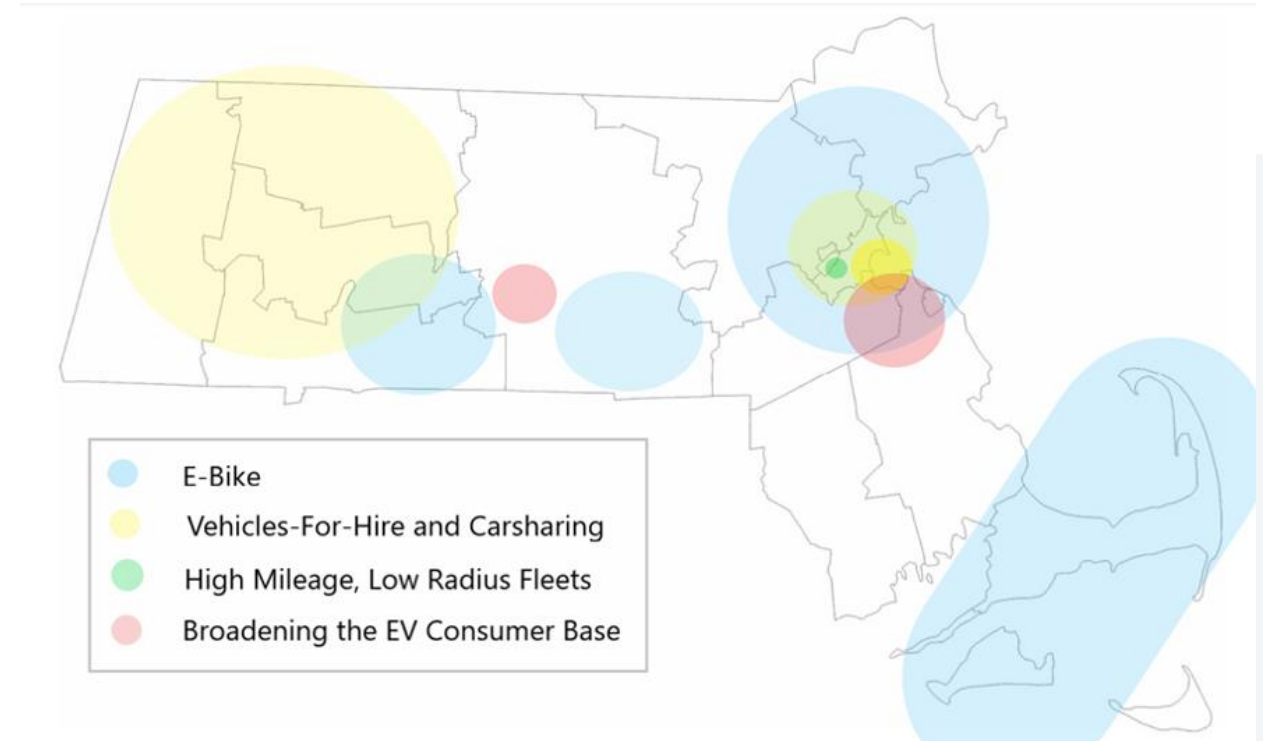 E-Bike
Vehicles-For-Hire and Carsharing
High Mileage, Low Radius Fleets
Broadening the EV Consumer Base